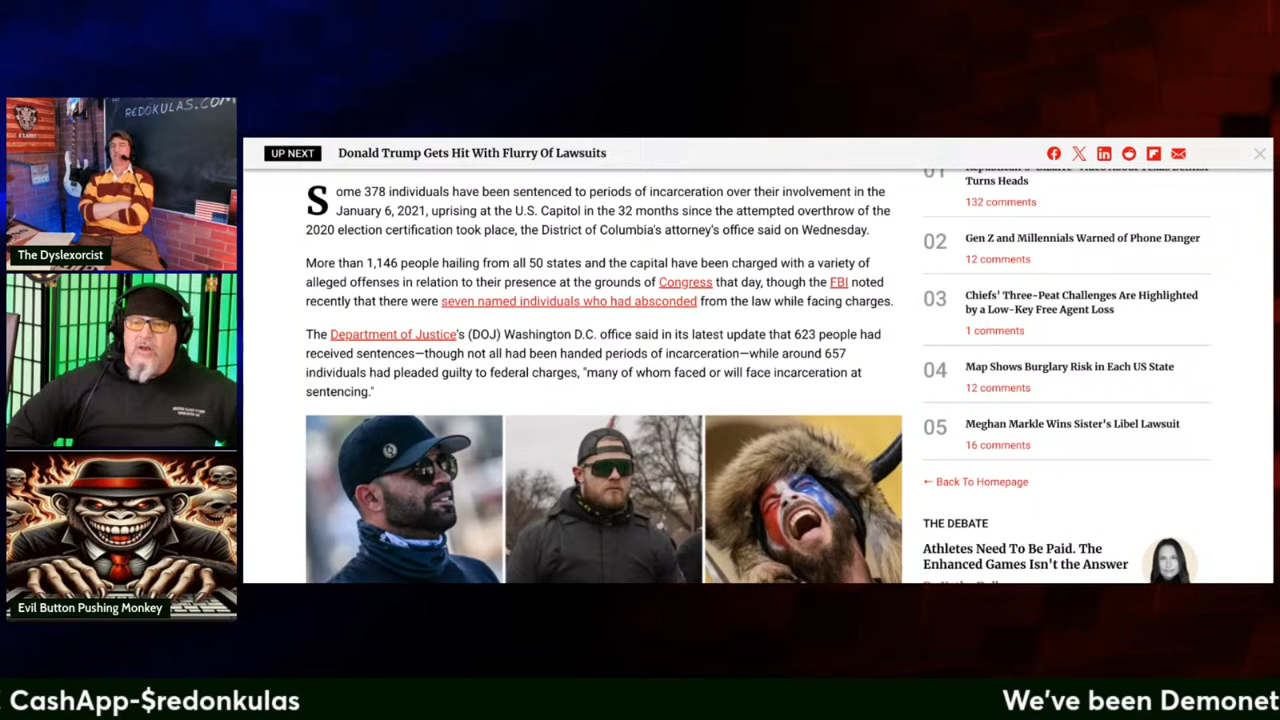 REDOKULAS.COM
The Dyslexorcist
Evil Button Pushing Monkey
UP NEXT
Donald Trump Gets Hit With Flurry Of Lawsuits
Some 378 individuals have been sentenced to periods of incarceration over their involvement in the
January 6, 2021, uprising at the U.S. Capitol in the 32 months since the attempted overthrow of the
2020 election certification took place, the District of Columbia's attorney's office said on Wednesday.
More than 1,146 people hailing from all 50 states and the capital have been charged with a variety of
alleged offenses in relation to their presence at the grounds of Congress that day, though the FBI noted
recently that there were seven named individuals who had absconded from the law while facing charges.
The Department of Justice's (DOJ) Washington D.C. office said in its latest update that 623 people had
received sentences—though not all had been handed periods of incarceration—while around 657
individuals had pleaded guilty to federal charges, "many of whom faced or will face incarceration at
sentencing."
01
Turns Heads
132 comments
02
Gen Z and Millennials Warned of Phone Danger
12 comments
03
Chiefs' Three-Peat Challenges Are Highlighted
by a Low-Key Free Agent Loss
1 comments
04
Map Shows Burglary Risk in Each US State
12 comments
05
Meghan Markle Wins Sister's Libel Lawsuit
16 comments
← Back To Homepage
THE DEBATE
Athletes Need To Be Paid. The
Enhanced Games Isn't the Answer
CashApp-$redonkulas
We've been Demonet